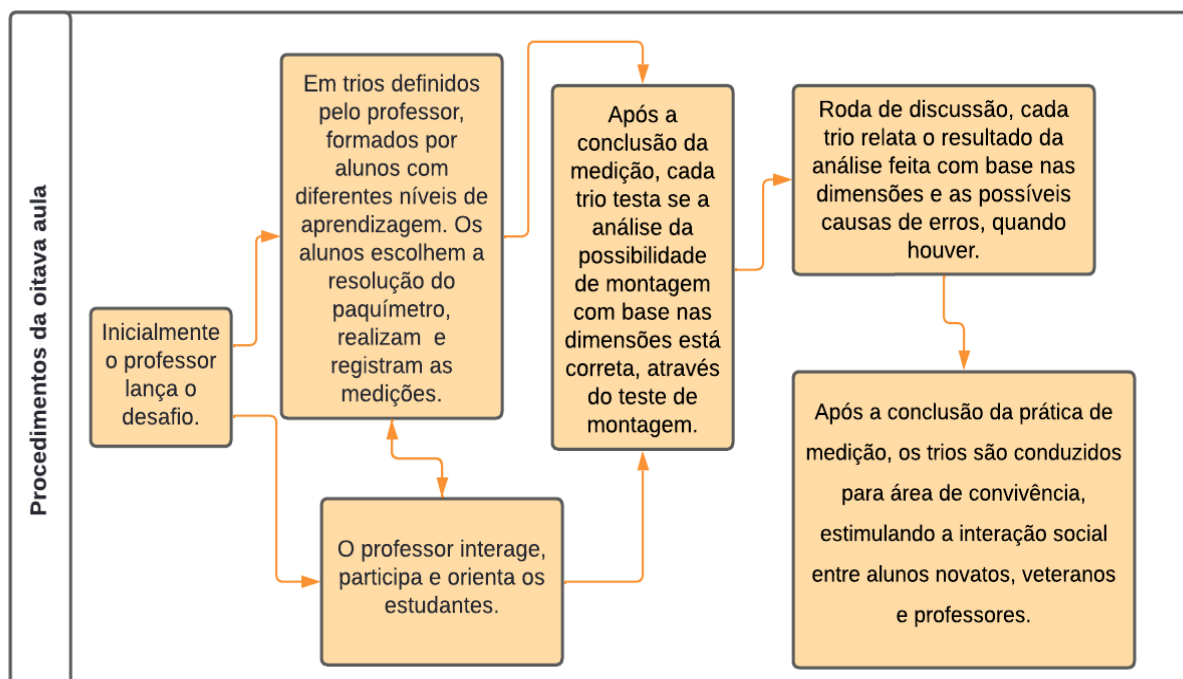 Procedimentos da oitava aula
Inicialmente
o professor
lança o
desafio.
Em trios definidos
pelo professor,
formados por
alunos com
diferentes níveis de
aprendizagem. Os
alunos escolhem a
resolução do
paquímetro,
realizam e
registram as
medições.
O professor interage,
participa e orienta os
estudantes.
Após a
conclusão da
medição, cada
trio testa se a
análise da
possibilidade
de montagem
com base nas
dimensões está
correta, através
do teste de
montagem.
Roda de discussão, cada
trio relata o resultado da
análise feita com base nas
dimensões e as possíveis
causas de erros, quando
houver.
Após a conclusão da prática de
medição, os trios são conduzidos
para área de convivência,
estimulando a interação social
entre alunos novatos, veteranos
e professores.